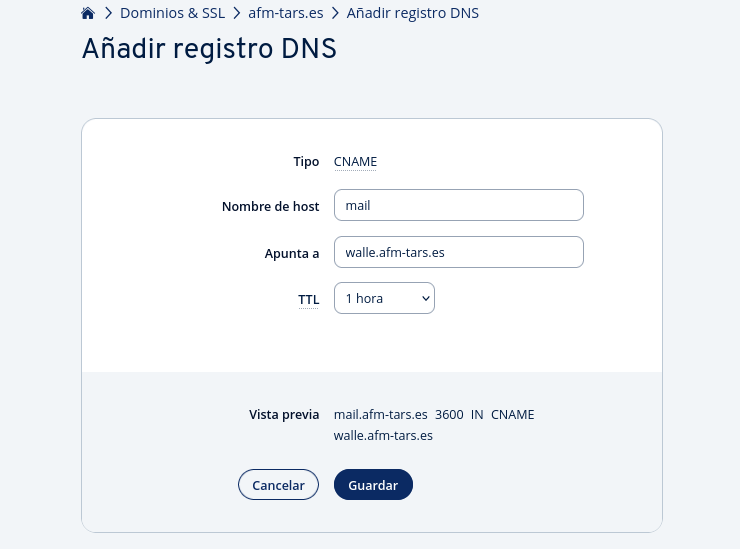 Dominios & SSL afm-tars.es Añadir registro DNS
Añadir registro DNS
Tipo CNAME
Nombre de host mail
Apunta a walle.afm-tars.es
TTL 1 hora
Vista previa mail.afm-tars.es 3600 IN CNAME
walle.afm-tars.es
Cancelar Guardar